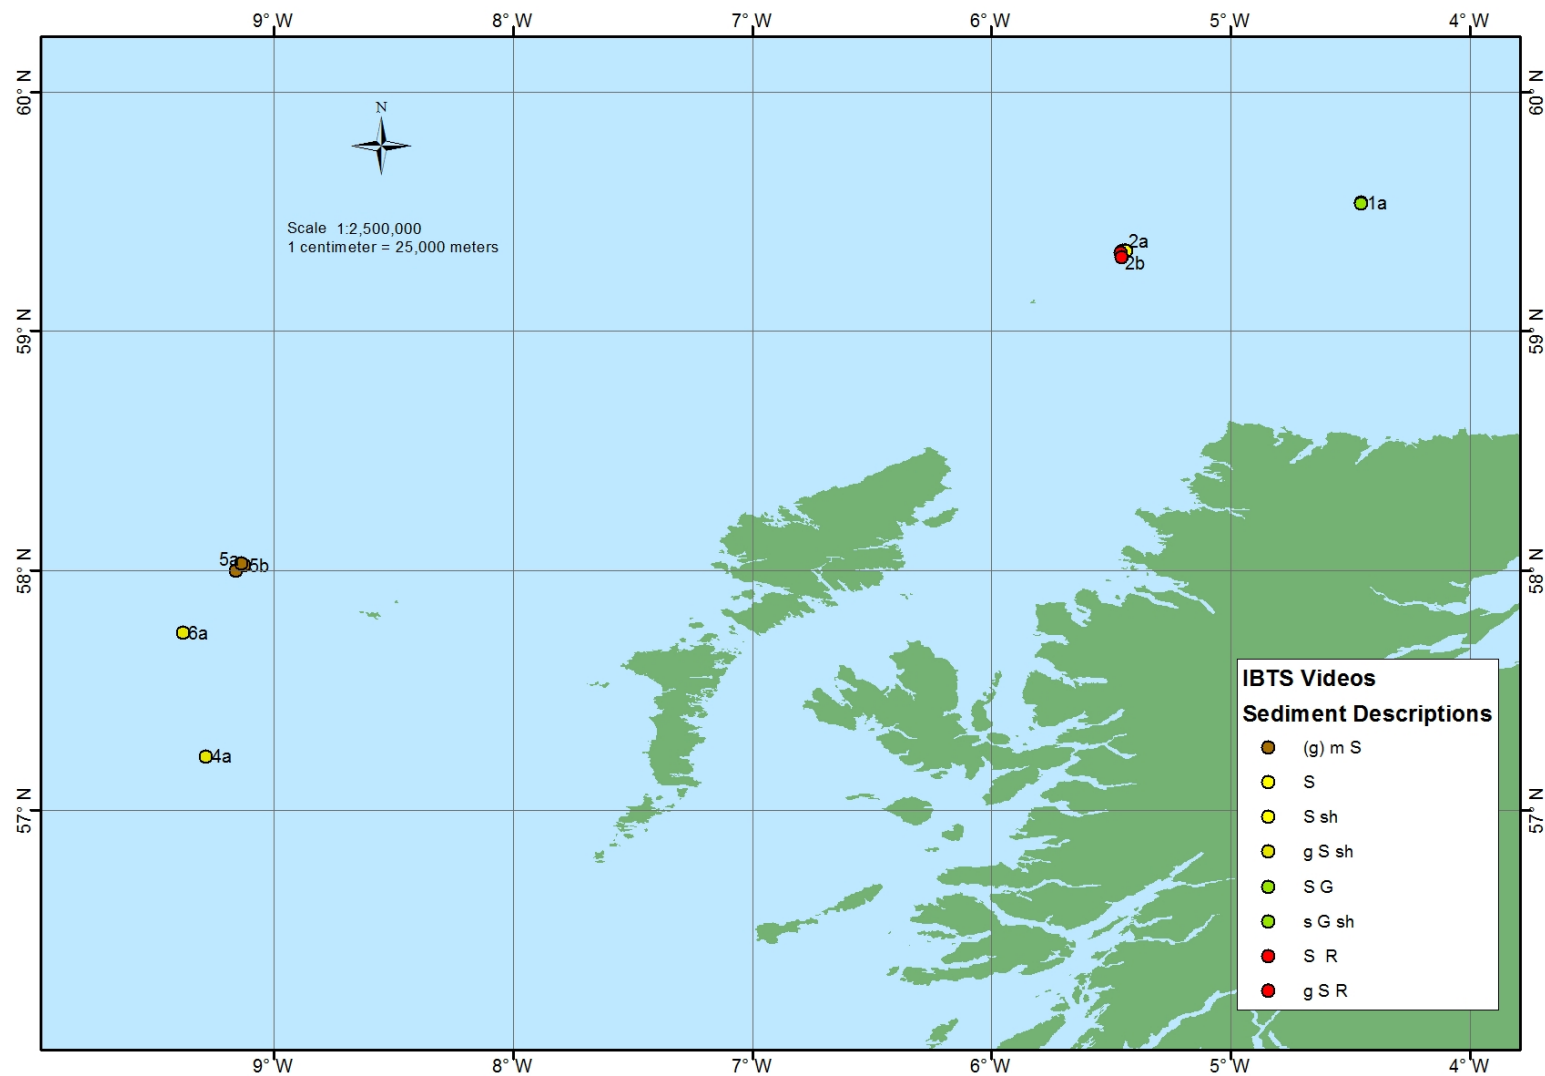 9° W 8° W 7° W 6° W 5° W 4° W
60° N 60° N
N
1a
Scale 1:2,500,000
1 centimeter = 25,000 meters
2a
2b
59° N 59° N
5a 5b
58° N 58° N
6a
IBTS Videos
Sediment Descriptions
(g) m S
4a
S
57° N 57° N
S sh
g S sh
S G
s G sh
S R
g S R
9° W 8° W 7° W 6° W 5° W 4° W